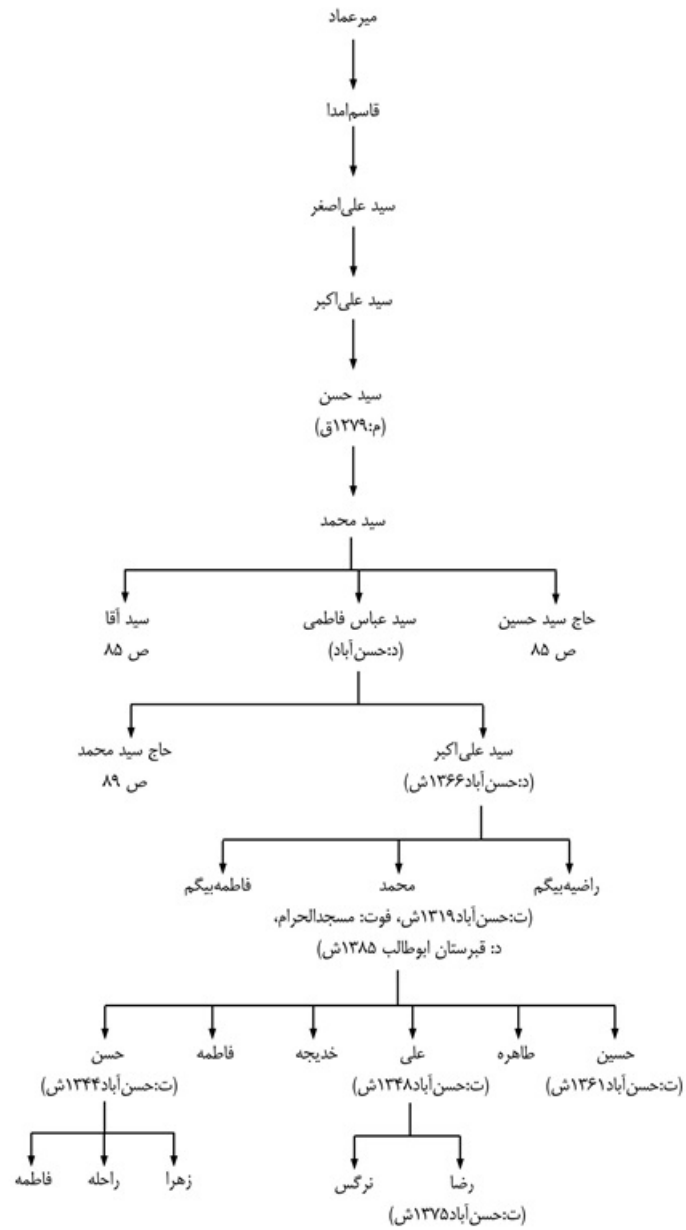 میرعماد
قاسم‌امدا
سید علی‌اصغر
سید علی‌اکبر
سید حسن
(م:۱۲۷۹ق)
سید محمد
حاج سید حسین
ص ۸۵
سید عباس فاطمی
(د:حسن‌آباد)
سید آقا
ص ۸۵
سید علی‌اکبر
(د:حسن‌آباد۱۳۶۶ش)
حاج سید محمد
ص ۸۹
راضیه‌بیگم
محمد
(ت:حسن‌آباد۱۳۱۹ش، فوت: مسجدالحرام،
د: قبرستان ابوطالب ۱۳۸۵ش)
فاطمه‌بیگم
حسین
(ت:حسن‌آباد۱۳۶۱ش)
طاهره
علی
(ت:حسن‌آباد۱۳۴۸ش)
خدیجه
فاطمه
حسن
(ت:حسن‌آباد۱۳۴۴ش)
رضا
(ت:حسن‌آباد۱۳۷۵ش)
نرگس
زهرا
راحله
فاطمه